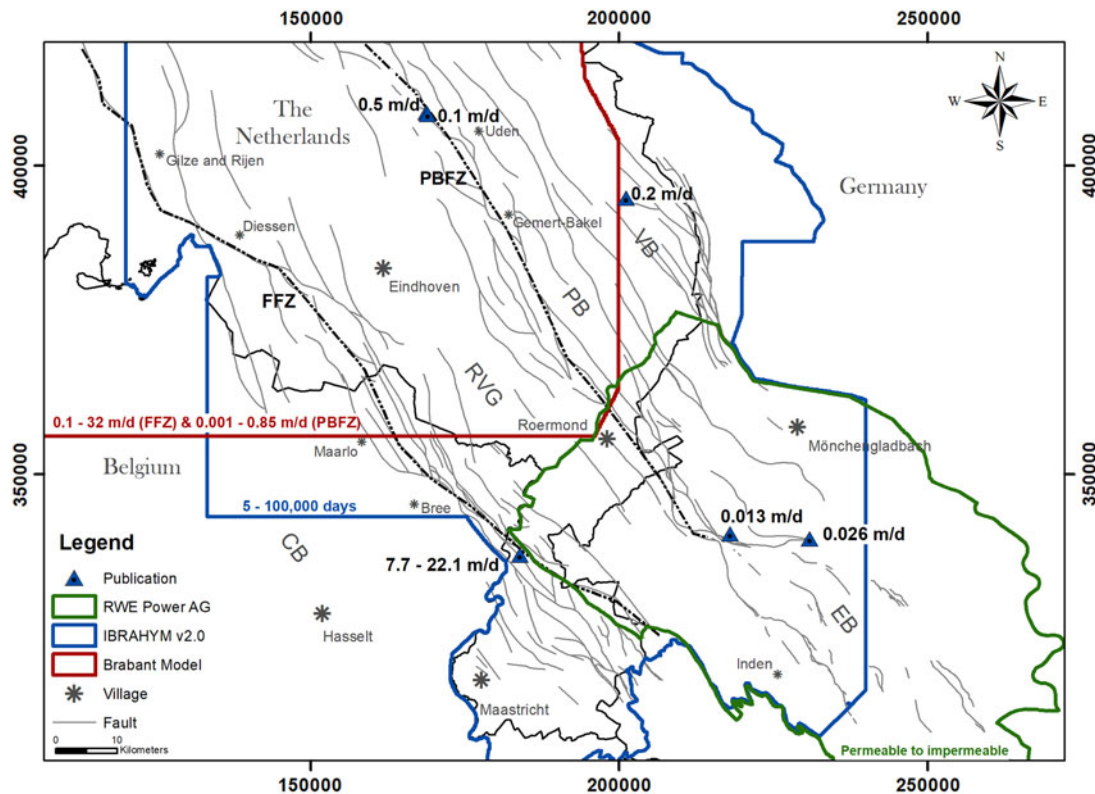 150000
200000
250000
N
W
E
S
The
Netherlands
0.5 m/d
0.1 m/d
Uden
Gilze and Rijen
400000
400000
PBFZ
Germany
0.2 m/d
Gemert-Bakel
Diessen
VB
Eindhoven
FFZ
PB
RVG
0.1 - 32 m/d (FFZ) & 0.001 - 0.85 m/d (PBFZ)
Roermond
Mönchengladbach
Maarlo
Belgium
350000
350000
5 - 100,000 days
Bree
0.013 m/d
0.026 m/d
Legend
CB
7.7 - 22.1 m/d
Publication
RWE Power AG
EB
IBRAHYM v2.0
Hasselt
Brabant Model
Inden
Village
Maastricht
Fault
0
10
Kilometers
Permeable to impermeable
150000
200000
250000